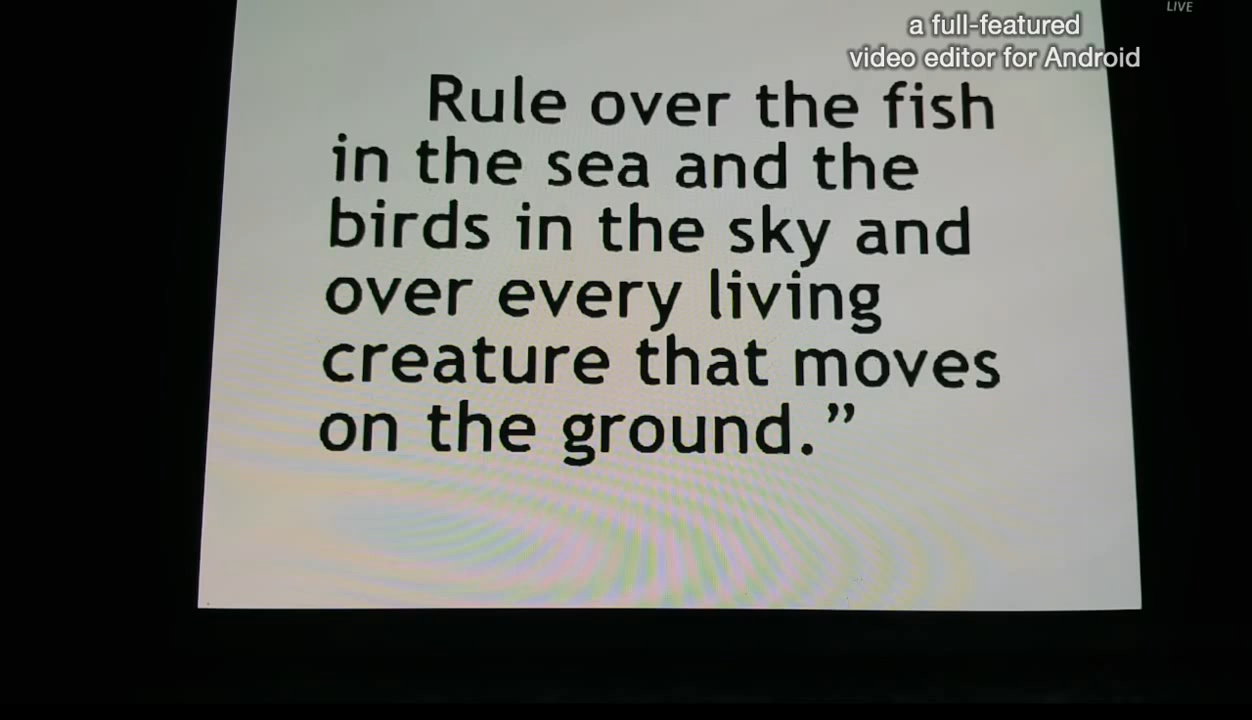 LIVE
a full-featured
video editor for Android
Rule over the fish
in the sea and the
birds in the sky and
over every living
creature that moves
on the ground.”